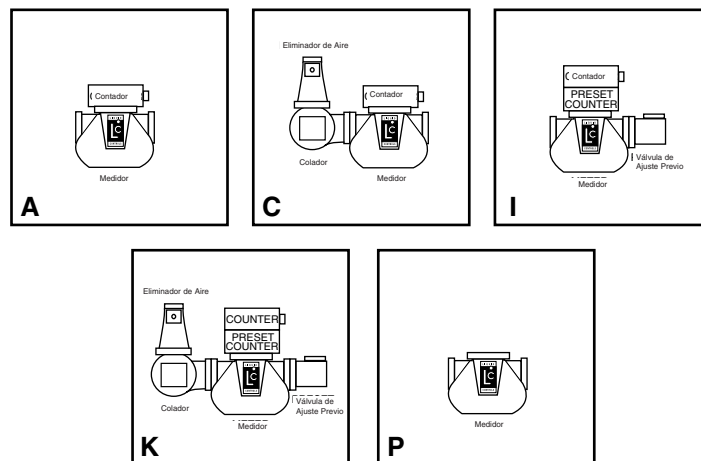 Contador
Medidor
A
Eliminador de Aire
Contador
Colador
Medidor
C
Contador
PRESET
COUNTER
Válvula de
Ajuste Previo
Medidor
I
Eliminador de Aire
COUNTER
PRESET
COUNTER
Colador
Válvula de
Ajuste Previo
Medidor
K
Medidor
P